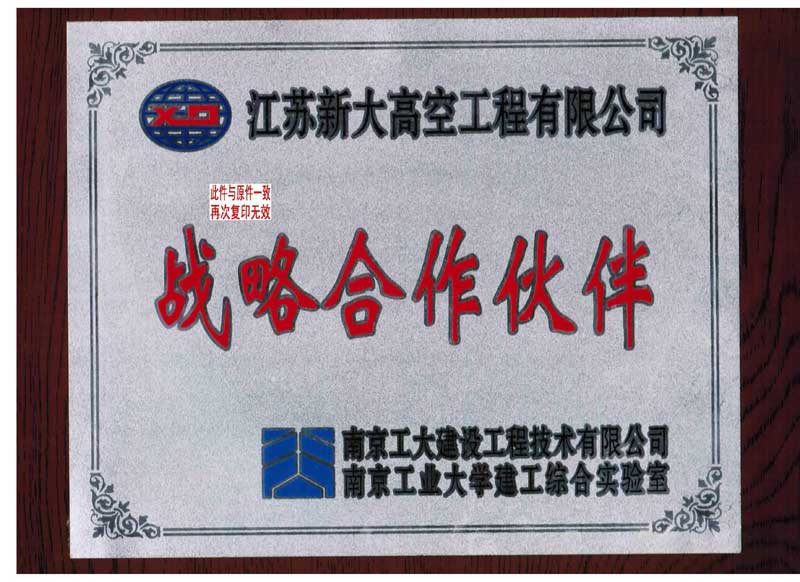 XD
江苏新大高空工程有限公司
此件与原件一致
再次复印无效
战略合作伙伴
南京工大建设工程技术有限公司
南京工业大学建工综合实验室